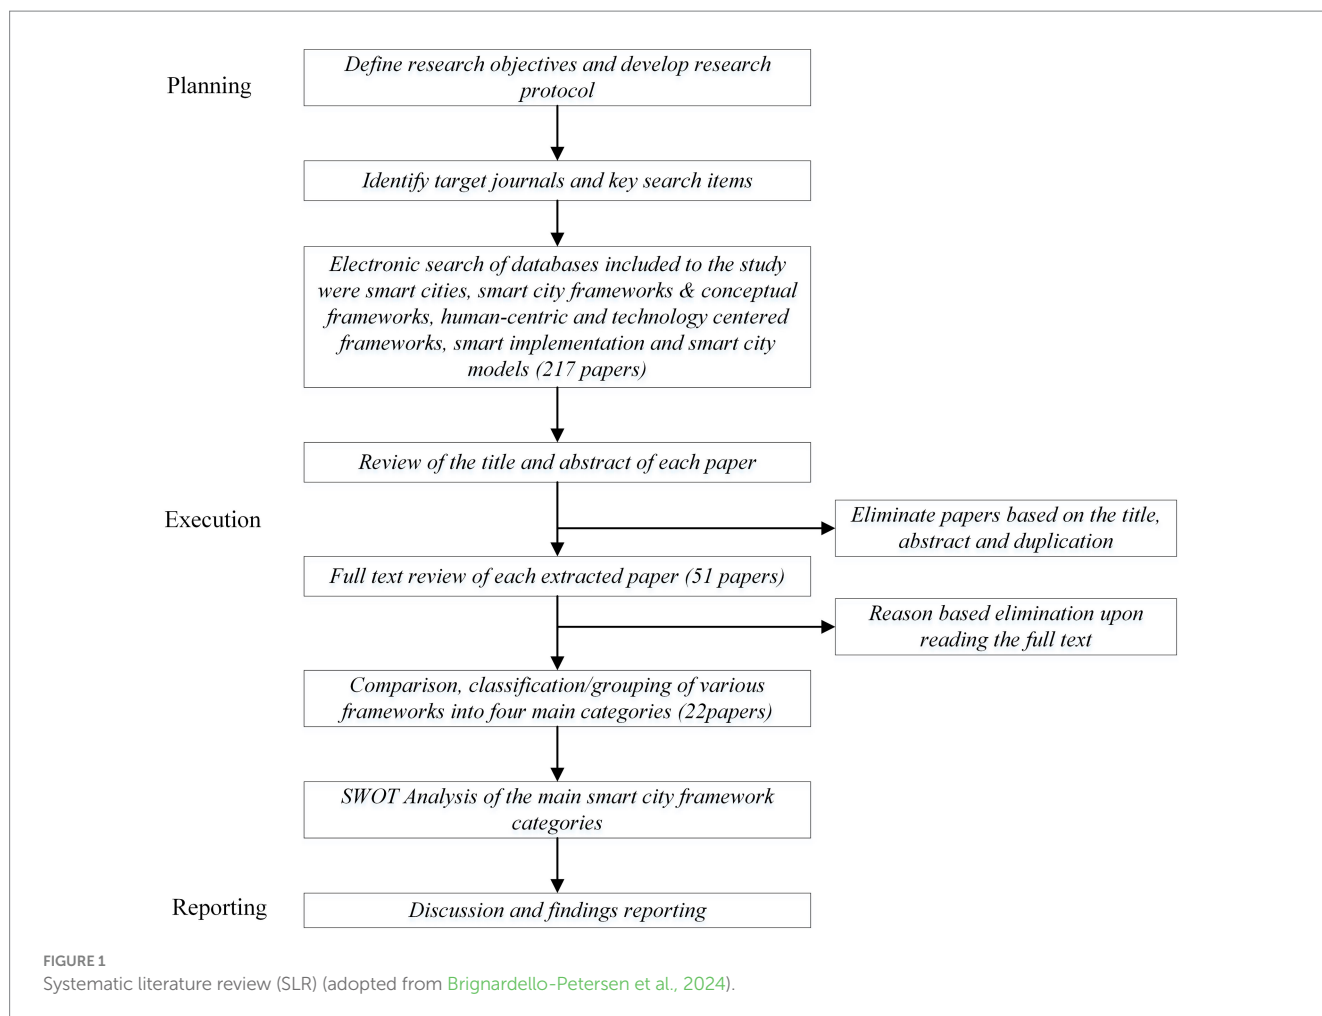 Planning
Define research objectives and develop research
protocol
Identify target journals and key search items
Electronic search of databases included to the study
were smart cities, smart city frameworks & conceptual
frameworks, human-centric and technology centered
frameworks, smart implementation and smart city
models (217 papers)
Review of the title and abstract of each paper
Execution
Eliminate papers based on the title,
abstract and duplication
Full text review of each extracted paper (51 papers)
Reason based elimination upon
reading the full text
Comparison, classification/grouping of various
frameworks into four main categories (22papers)
SWOT Analysis of the main smart city framework
categories
Reporting
Discussion and findings reporting
FIGURE 1
Systematic literature review (SLR) (adopted from Brignardello-Petersen et al., 2024).